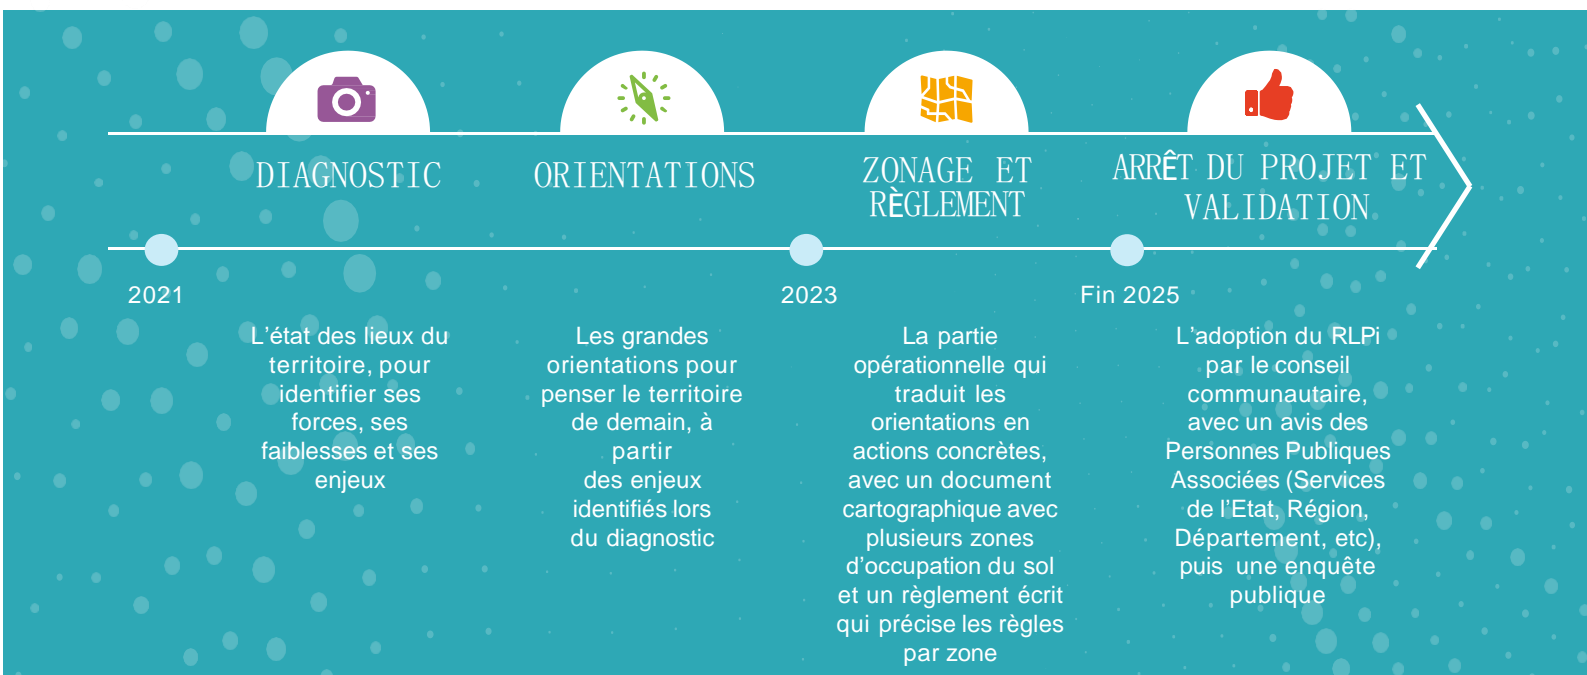 DIAGNOSTIC
ORIENTATIONS
ZONAGE ET
RÈGLEMENT
ARRÊT DU PROJET ET
VALIDATION
2021
2023
Fin 2025
L’état des lieux du
territoire, pour
identifier ses
forces, ses
faiblesses et ses
enjeux
Les grandes
orientations pour
penser le territoire
de demain, à
partir
des enjeux
identifiés lors
du diagnostic
La partie
opérationnelle qui
traduit les
orientations en
actions concrètes,
avec un document
cartographique avec
plusieurs zones
d’occupation du sol
et un règlement écrit
qui précise les règles
par zone
L’adoption du RLPi
par le conseil
communautaire,
avec un avis des
Personnes Publiques
Associées (Services
de l’Etat, Région,
Département, etc),
puis une enquête
publique